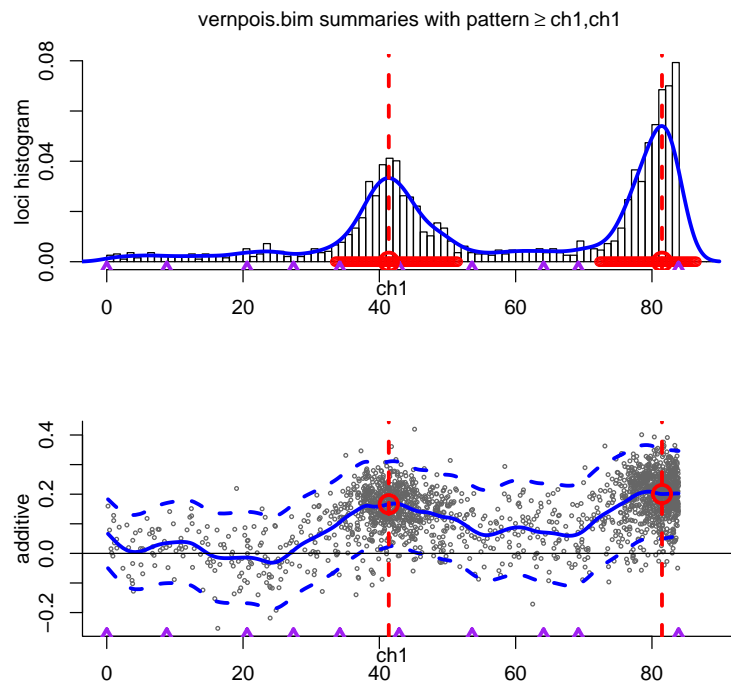 vernpois.bim summaries with pattern ≥ ch1,ch1
loci histogram
0.08
0.04
0.00
ch1
0 20 40 60 80
additive
0.4
0.2
0.0
−0.2
ch1
0 20 40 60 80